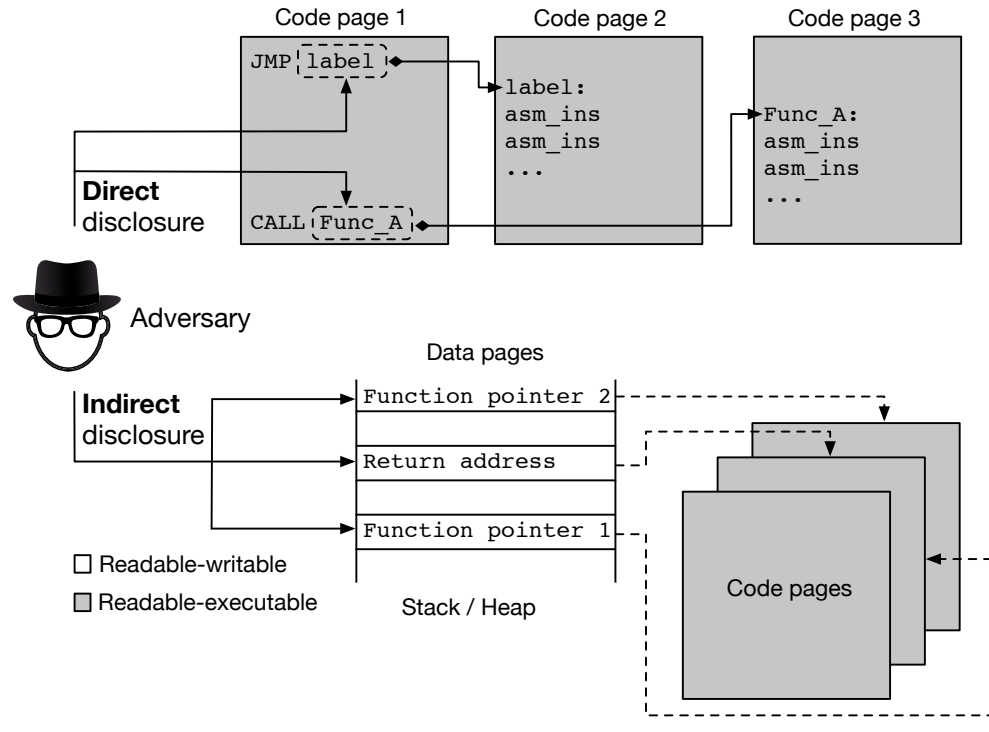 Code page 1
Code page 2
Code page 3
JMP label
label:
asm_ins
asm_ins
...
Func_A:
asm_ins
asm_ins
...
Direct
disclosure
CALL Func_A
Adversary
Data pages
Indirect
disclosure
Function pointer 2
Return address
Function pointer 1
Readable-writable
Readable-executable
Stack / Heap
Code pages